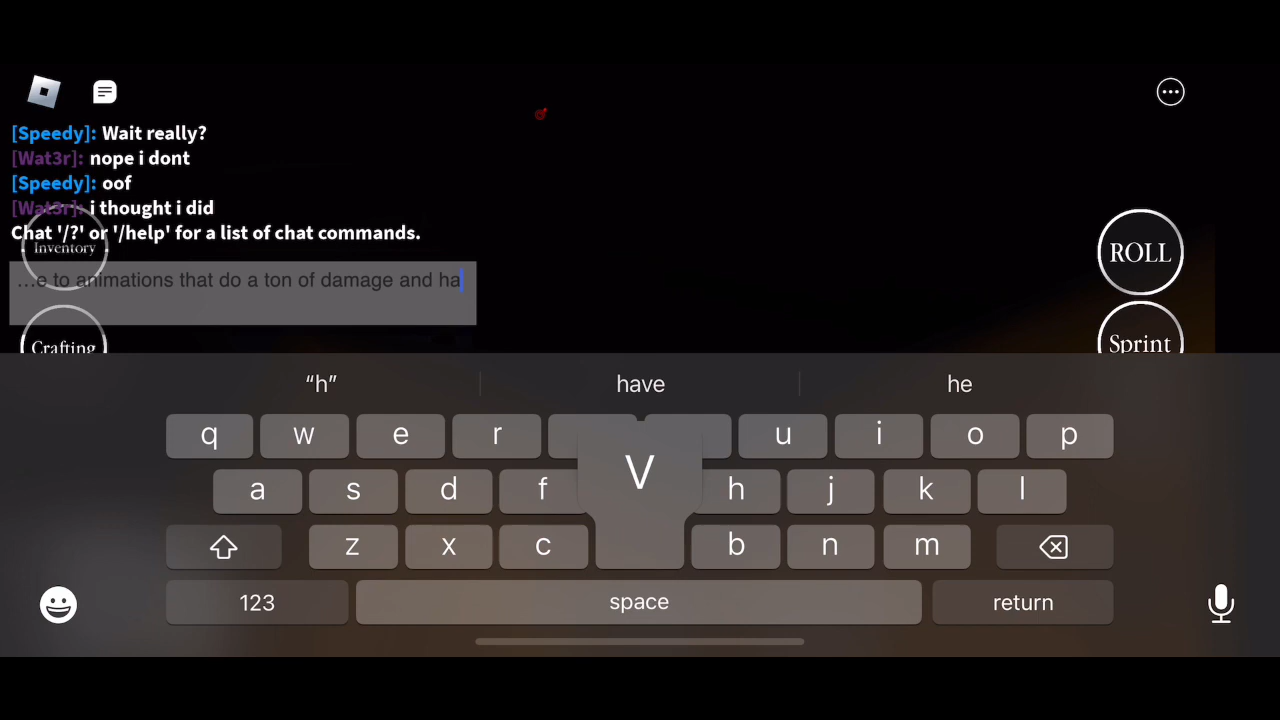 [Speedy]: Wait really?
[Wat3r]: nope i dont
[Speedy]: oof
[Wat3r]: i thought i did
Chat '/?' or '/help' for a list of chat commands.
Inventory
...e to animations that do a ton of damage and ha
Crafting
ROLL
Sprint
“h” have he
q w e r u i o p
a s d f V h j k l
z x c b n m
123 space return